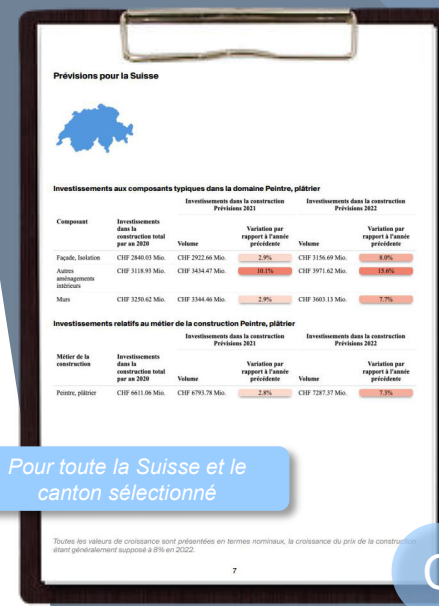 Prévisions pour la Suisse
Investissements aux composants typiques dans la domaine Peintre, plâtrier
Investissements dans la construction Prévisions 2021
Investissements dans la construction Prévisions 2022
Composant
Investissements dans la construction total par an 2020
Volume
Variation par rapport à l'année précédente
Volume
Variation par rapport à l'année précédente
Façade, Isolation CHF 2840.03 Mio. CHF 2922.66 Mio. 2.9% CHF 3156.69 Mio. 8.0%
Autres aménagements intérieurs CHF 3118.93 Mio. CHF 3434.47 Mio. 10.1% CHF 3971.62 Mio. 15.6%
Murs CHF 3250.62 Mio. CHF 3344.46 Mio. 2.9% CHF 3603.13 Mio. 7.7%
Investissements relatifs au métier de la construction Peintre, plâtrier
Investissements dans la construction Prévisions 2021
Investissements dans la construction Prévisions 2022
Métier de la construction
Investissements dans la construction total par an 2020
Volume
Variation par rapport à l'année précédente
Volume
Variation par rapport à l'année précédente
Peintre, plâtrier CHF 6611.06 Mio. CHF 6793.78 Mio. 2.8% CHF 7287.37 Mio. 7.3%
Pour toute la Suisse et le
canton sélectionné
Toutes les valeurs de croissance sont présentées en termes nominaux, la croissance du prix de la construction
étant généralement supposé à 8% en 2022.
7